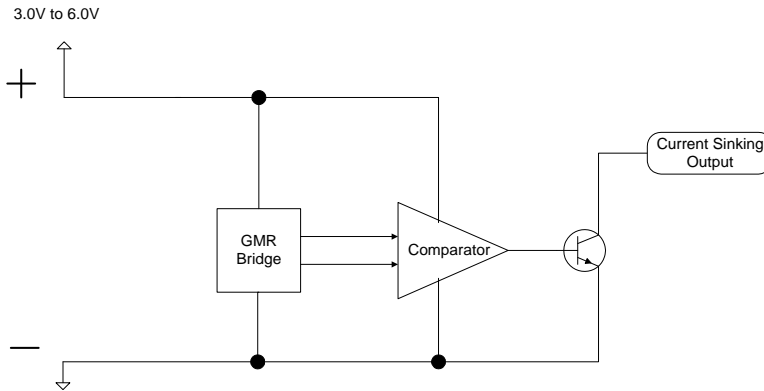 3.0V to 6.0V
+
Current Sinking
Output
GMR
Bridge
Comparator
—